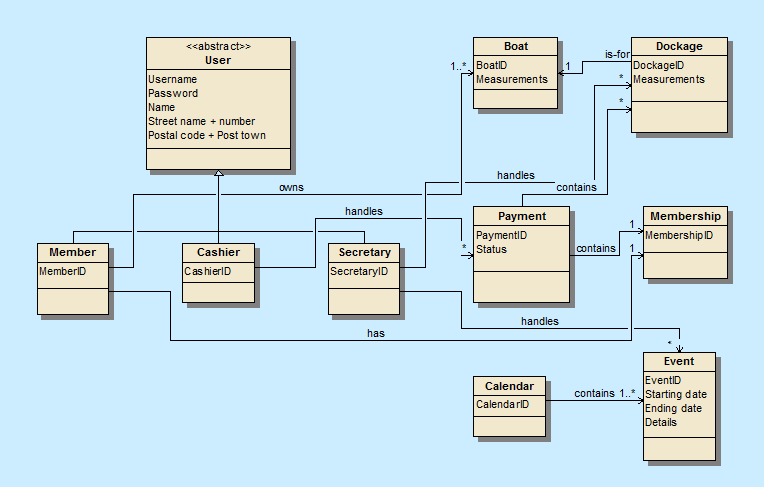 <<abstract>>
User
Username
Password
Name
Street name + number
Postal code + Post town
Boat
BoatID
Measurements
Dockage
DockageID
Measurements
is-for
1..*
1
*
*
owns
handles
contains
handles
Member
MemberID
Cashier
CashierID
Secretary
SecretaryID
Payment
PaymentID
Status
*
contains
1
1
Membership
MembershipID
has
handles
*
Calendar
CalendarID
contains
1..*
Event
EventID
Starting date
Ending date
Details